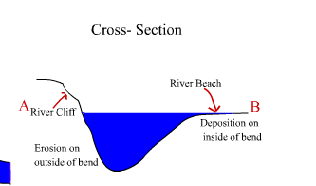 Cross- Section
River Beach
A
River Cliff
B
Deposition on
inside of bend
Erosion on
outside of bend